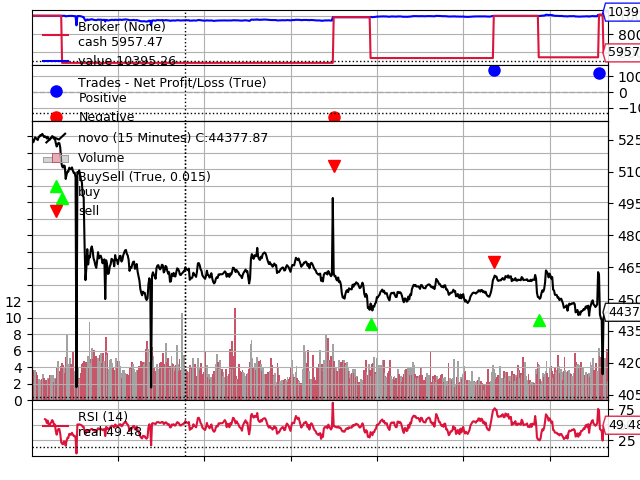 Broker (None)
cash 5957.47
value 10395.26
1039
800
5957
Trades - Net Profit/Loss (True)
Positive
Negative
100
0
−10
novo (15 Minutes) C:44377.87
Volume
BuySell (True, 0.015)
buy
sell
525
510
495
480
465
450
4437
435
420
405
12
10
8
6
4
2
0
RSI (14)
real 49.48
75
49.48
25